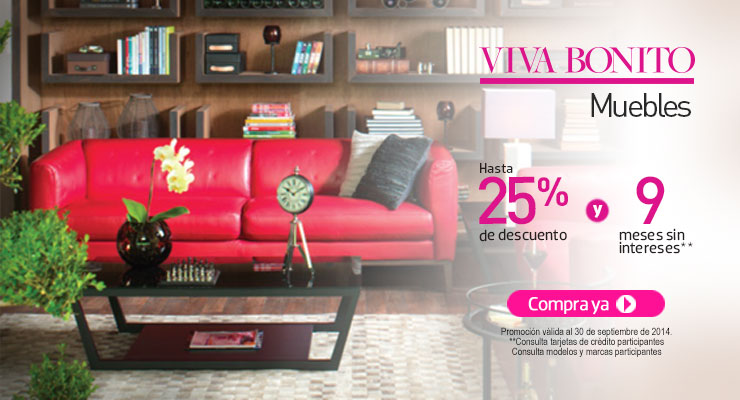 VIVA BONITO
Muebles
Hasta
25% y 9
de descuento
meses sin
intereses**
Compra ya
Promoción válida al 30 de septiembre de 2014.
**Consulta tarjetas de crédito participantes
Consulta modelos y marcas participantes